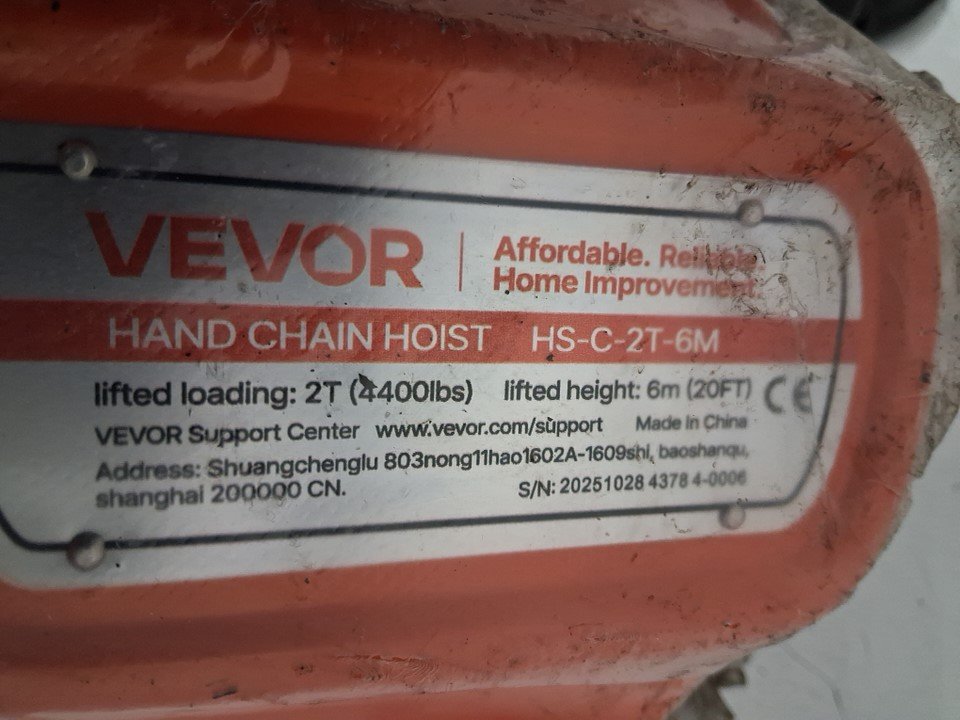 VEVOR
Affordable. Reliable.
Home Improvement.
HAND CHAIN HOIST HS-C-2T-6M
lifted loading: 2T (4400lbs) lifted height: 6m (20FT) CE
VEVOR Support Center www.vevor.com/support Made In China
Address: Shuangchenglu 803nong11hao1602A-1609shi, baoshanqu,
shanghai 200000 CN.
S/N: 20251028 4378 4-0006